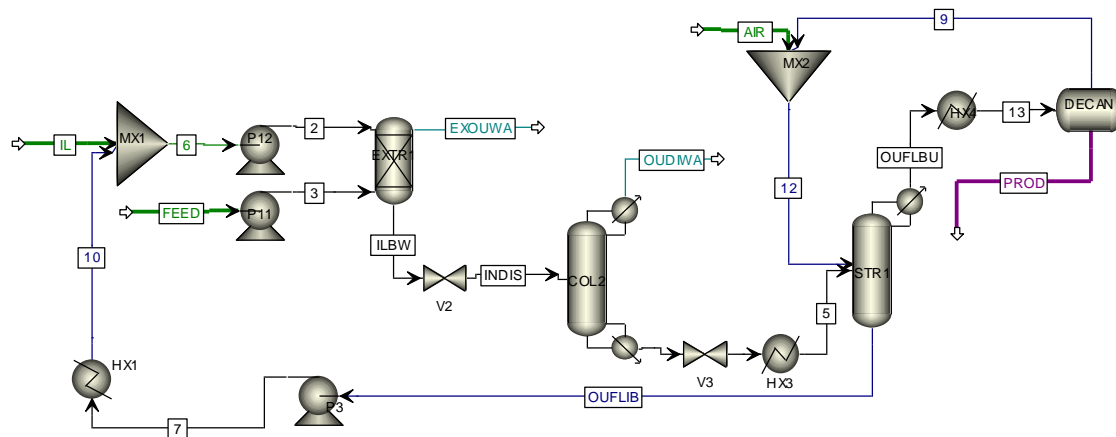 9
AIR
MX2
DECAN
HX4
13
IL
MX1
6
P12
2
EXOUWA
EXTR1
OUFLBU
OUDIWA
3
FEED
P11
12
PROD
10
ILBW
INDIS
V2
COL2
STR1
5
V3
HX3
HX1
P3
OUFLIB
7